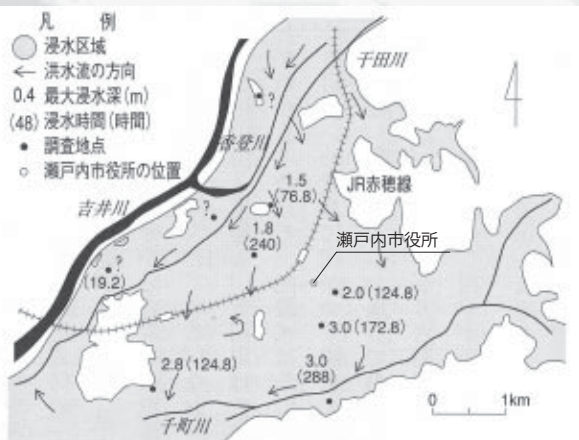 凡 例
浸水区域
← 洪水流の方向
0.4 最大浸水深(m)
(48) 浸水時間(時間)
● 調査地点
○ 瀬戸内市役所の位置
千田川
?
香登川
吉井川
?
1.5
(76.8)
JR赤穂線
1.8
(240)
瀬戸内市役所
?
(19.2)
2.0(124.8)
3.0(172.8)
2.8(124.8)
3.0
(288)
千町川
0 1km